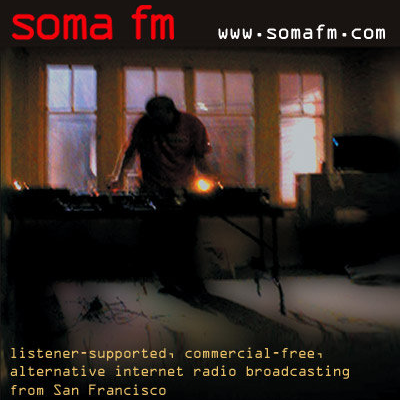 soma fm www.somafm.com
listener-supported, commercial-free,
alternative internet radio broadcasting
from San Francisco